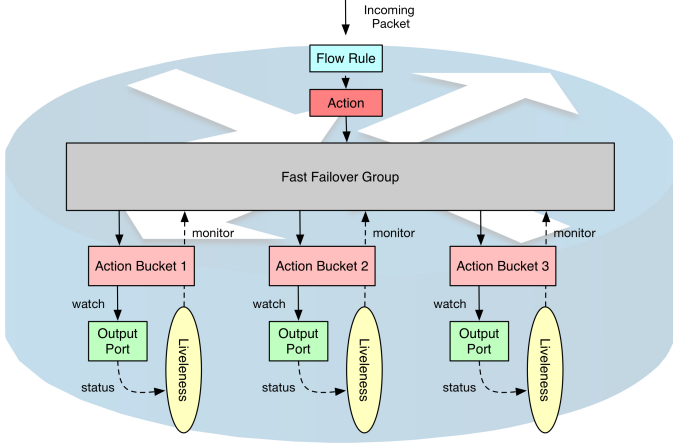 Incoming
Packet
Flow Rule
Action
Fast Failover Group
monitor
monitor
monitor
Action Bucket 1
Action Bucket 2
Action Bucket 3
watch
watch
watch
Output
Port
Liveleness
Output
Port
Liveleness
Output
Port
Liveleness
status
status
status